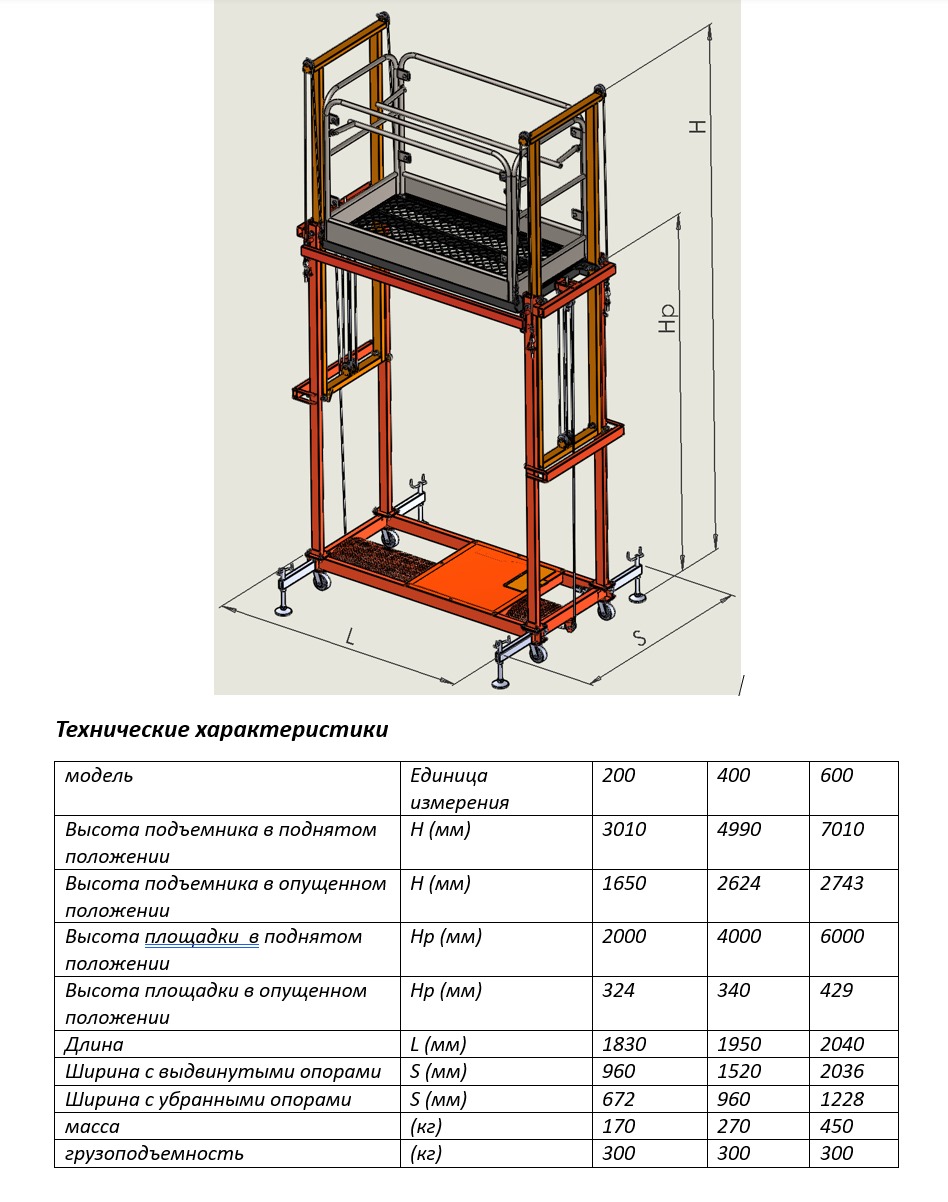 H
Hp
L
S
Технические характеристики
модель Единица измерения 200 400 600
Высота подъемника в поднятом положении H (мм) 3010 4990 7010
Высота подъемника в опущенном положении H (мм) 1650 2624 2743
Высота площадки в поднятом положении Hp (мм) 2000 4000 6000
Высота площадки в опущенном положении Hp (мм) 324 340 429
Длина L (мм) 1830 1950 2040
Ширина с выдвинутыми опорами S (мм) 960 1520 2036
Ширина с убранными опорами S (мм) 672 960 1228
масса (кг) 170 270 450
грузоподъемность (кг) 300 300 300